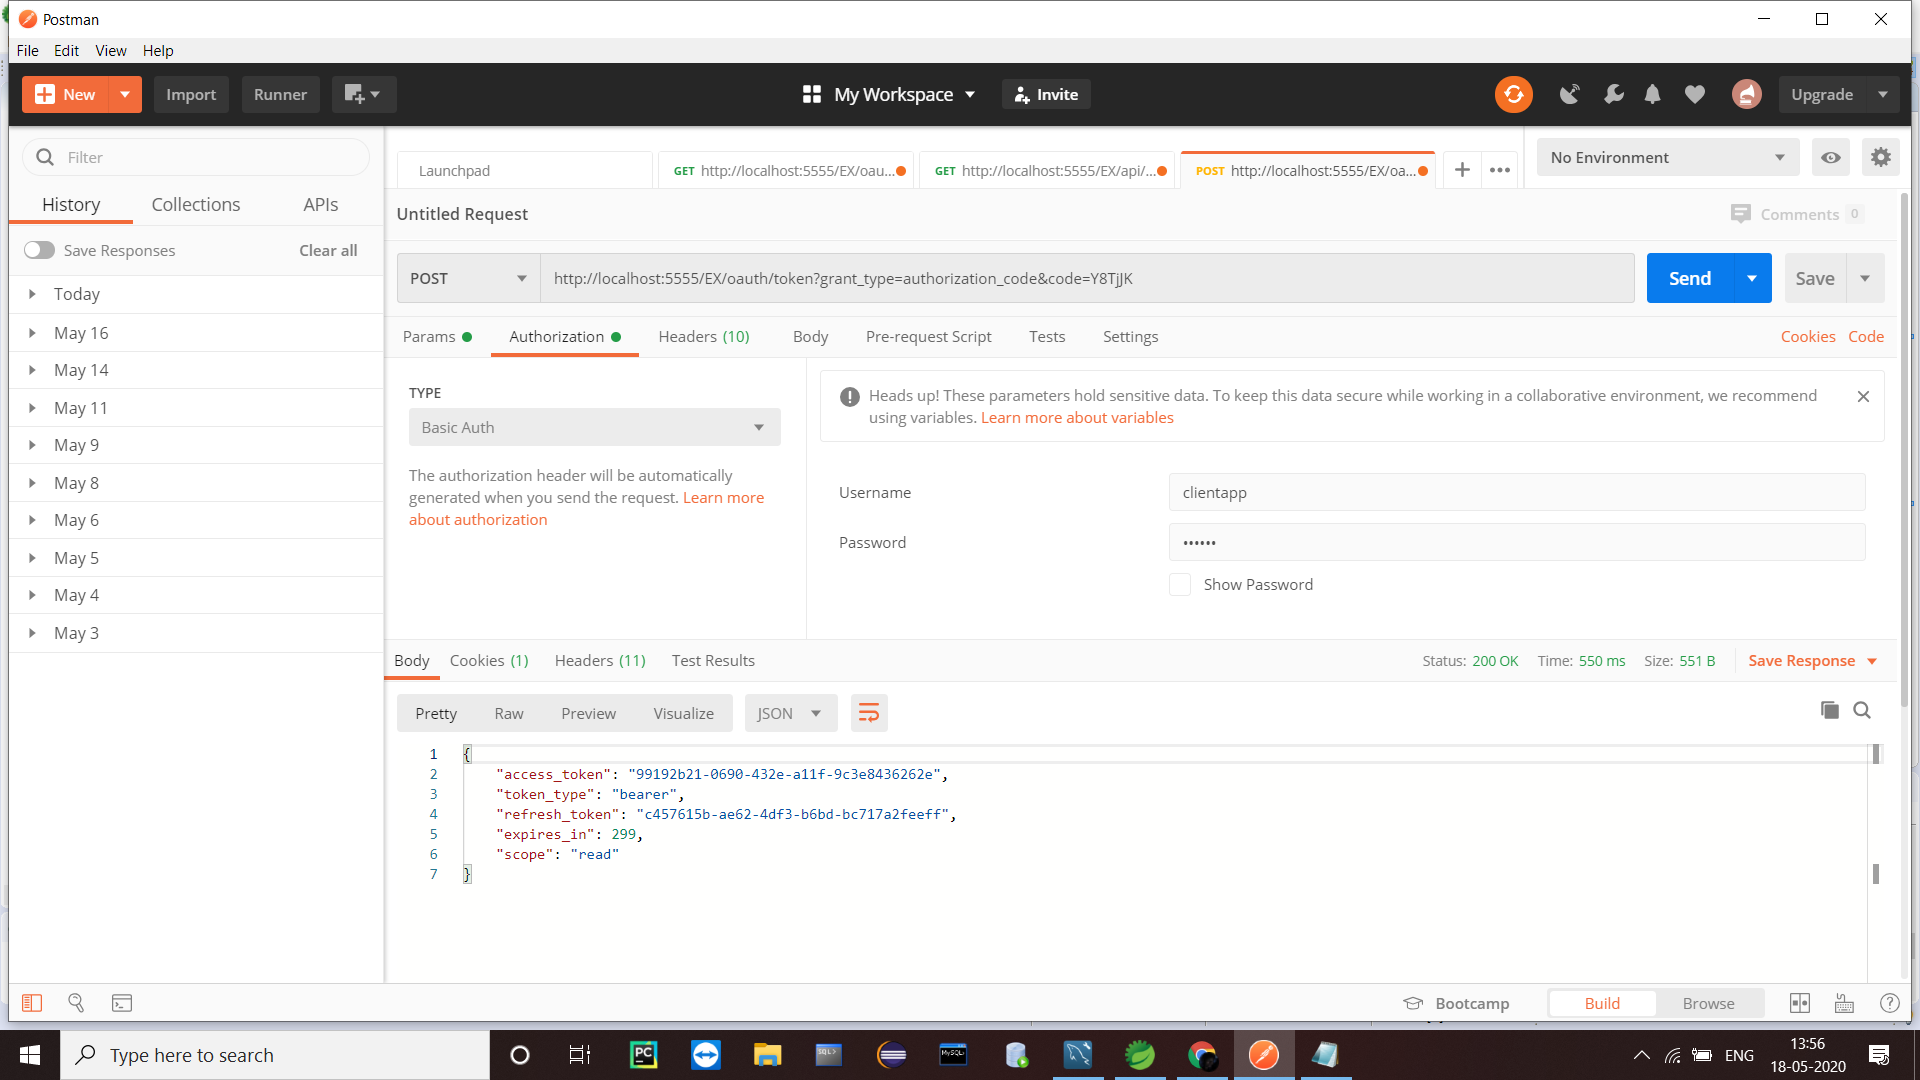 Postman
File Edit View Help
New Import Runner My Workspace Invite Upgrade
Filter
History Collections APIs
Save Responses Clear all
Today
May 16
May 14
May 11
May 9
May 8
May 6
May 5
May 4
May 3
Launchpad GET http://localhost:5555/EX/oau... GET http://localhost:5555/EX/api/... POST http://localhost:5555/EX/oa... No Environment
Untitled Request Comments 0
POST http://localhost:5555/EX/oauth/token?grant_type=authorization_code&code=Y8TjJK Send Save
Params Authorization Headers (10) Body Pre-request Script Tests Settings Cookies Code
TYPE
Basic Auth
The authorization header will be automatically
generated when you send the request. Learn more
about authorization
Heads up! These parameters hold sensitive data. To keep this data secure while working in a collaborative environment, we recommend
using variables. Learn more about variables
Username clientapp
Password ••••••
Show Password
Body Cookies (1) Headers (11) Test Results Status: 200 OK Time: 550 ms Size: 551 B Save Response
Pretty Raw Preview Visualize JSON
1 {
2 "access_token": "99192b21-0690-432e-a11f-9c3e8436262e",
3 "token_type": "bearer",
4 "refresh_token": "c457615b-ae62-4df3-b6bd-bc717a2feeff",
5 "expires_in": 299,
6 "scope": "read"
7 }
Bootcamp Build Browse
Type here to search
PC
SQL>
MySQL
ENG
13:56
18-05-2020